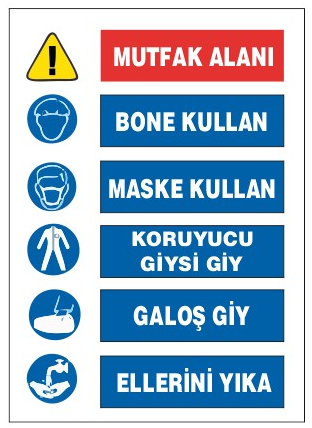 MUTFAK ALANI
BONE KULLAN
MASKE KULLAN
KORUYUCU
GİYSİ GİY
GALOŞ GİY
ELLERİNİ YIKA